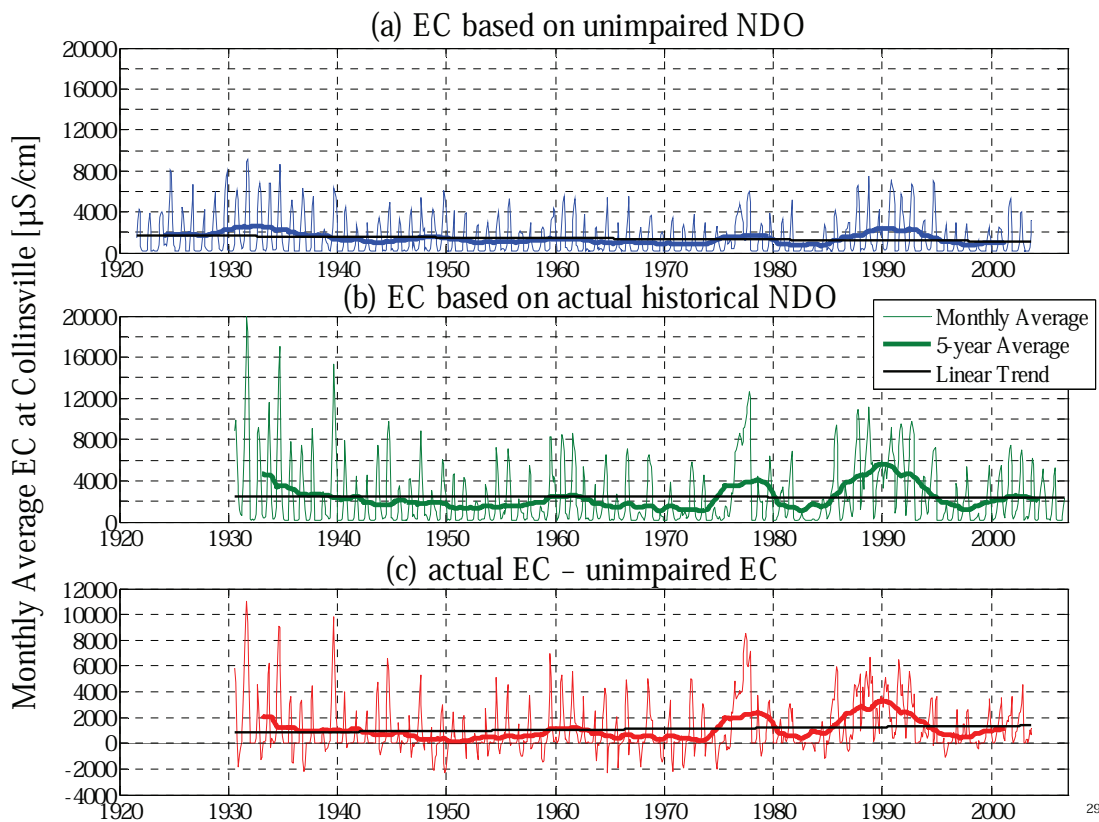 (a) EC based on unimpaired NDO
Monthly Average EC at Collinsville [µS/cm]
20000
16000
12000
8000
4000
0
1920 1930 1940 1950 1960 1970 1980 1990 2000
(b) EC based on actual historical NDO
20000
16000
12000
8000
4000
0
Monthly Average
5-year Average
Linear Trend
1920 1930 1940 1950 1960 1970 1980 1990 2000
(c) actual EC – unimpaired EC
12000
10000
8000
6000
4000
2000
0
-2000
-4000
1920 1930 1940 1950 1960 1970 1980 1990 2000
29